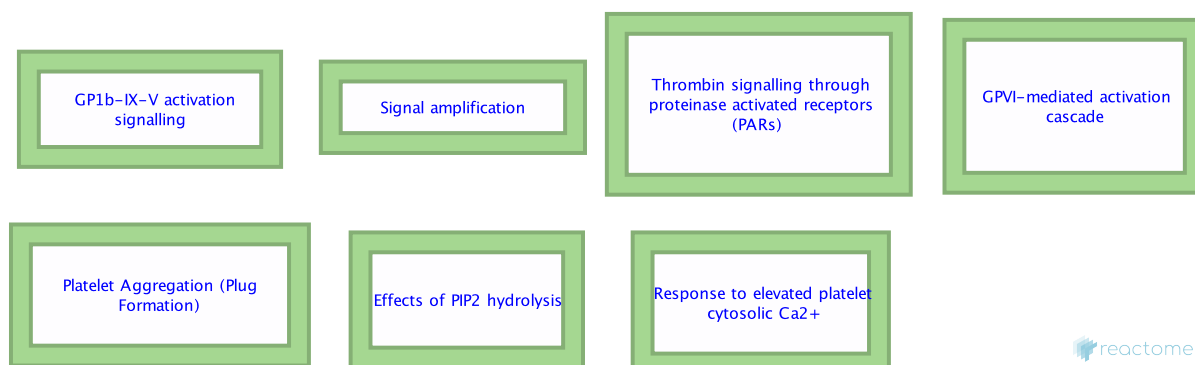 GP1b-IX-V activation
signalling
Signal amplification
Thrombin signalling through
proteinase activated receptors
(PARs)
GPVI-mediated activation
cascade
Platelet Aggregation (Plug
Formation)
Effects of PIP2 hydrolysis
Response to elevated platelet
cytosolic Ca2+
reactome